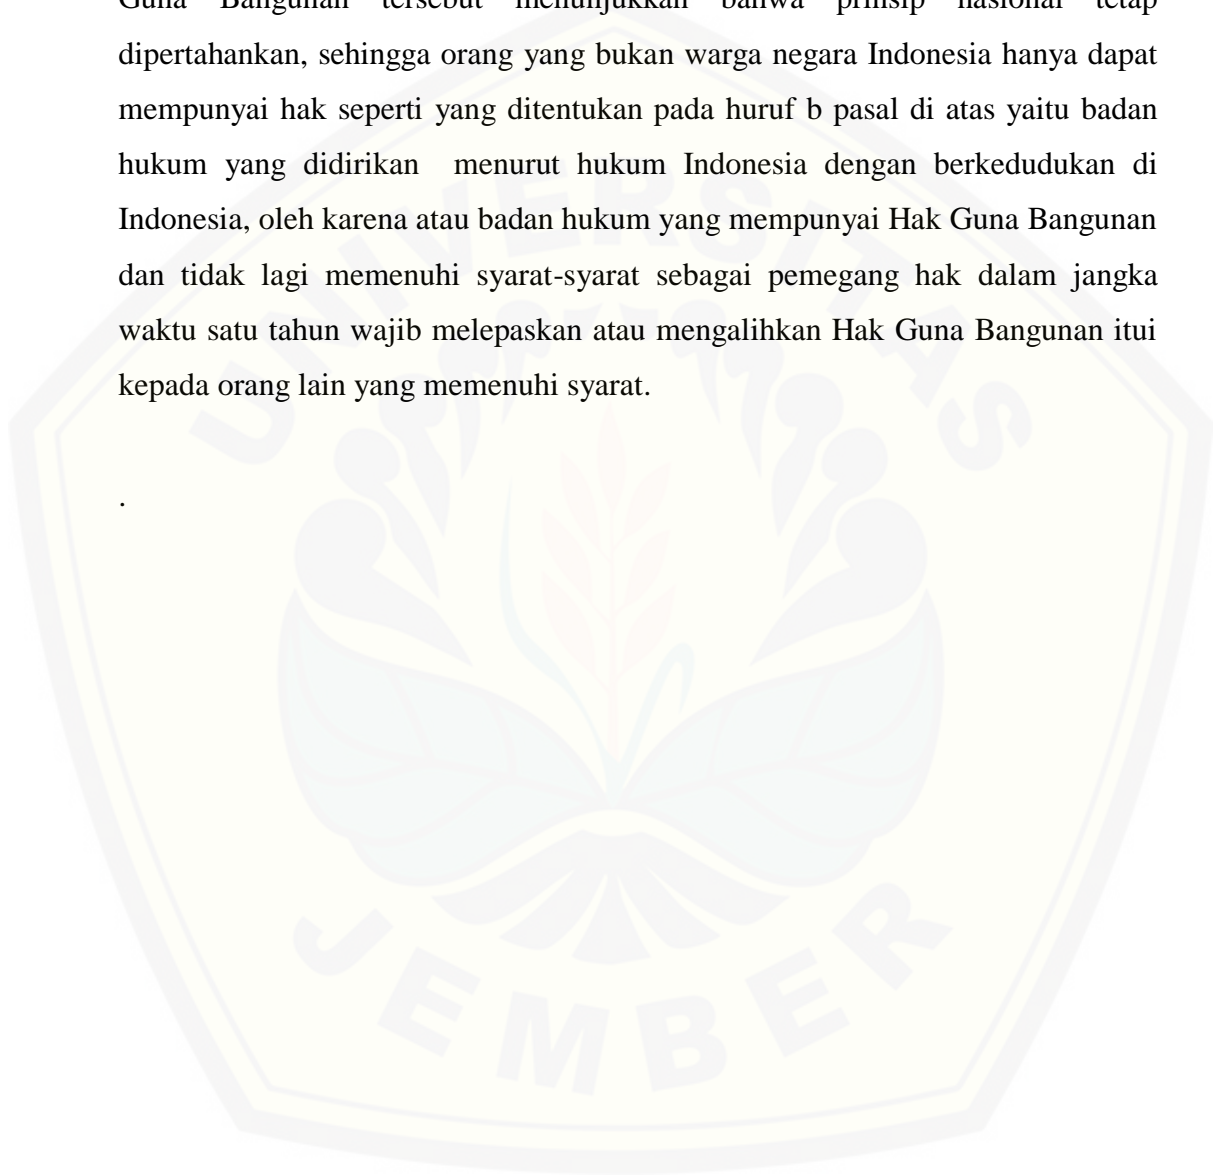 Guna Bangunan tersebut menunjukkan bahwa prinsip nasional tetap
dipertahankan, sehingga orang yang bukan warga negara Indonesia hanya dapat
mempunyai hak seperti yang ditentukan pada huruf b pasal di atas yaitu badan
hukum yang didirikan menurut hukum Indonesia dengan berkedudukan di
Indonesia, oleh karena atau badan hukum yang mempunyai Hak Guna Bangunan
dan tidak lagi memenuhi syarat-syarat sebagai pemegang hak dalam jangka
waktu satu tahun wajib melepaskan atau mengalihkan Hak Guna Bangunan itui
kepada orang lain yang memenuhi syarat.
.
UNIVERSITAS
JEMBER